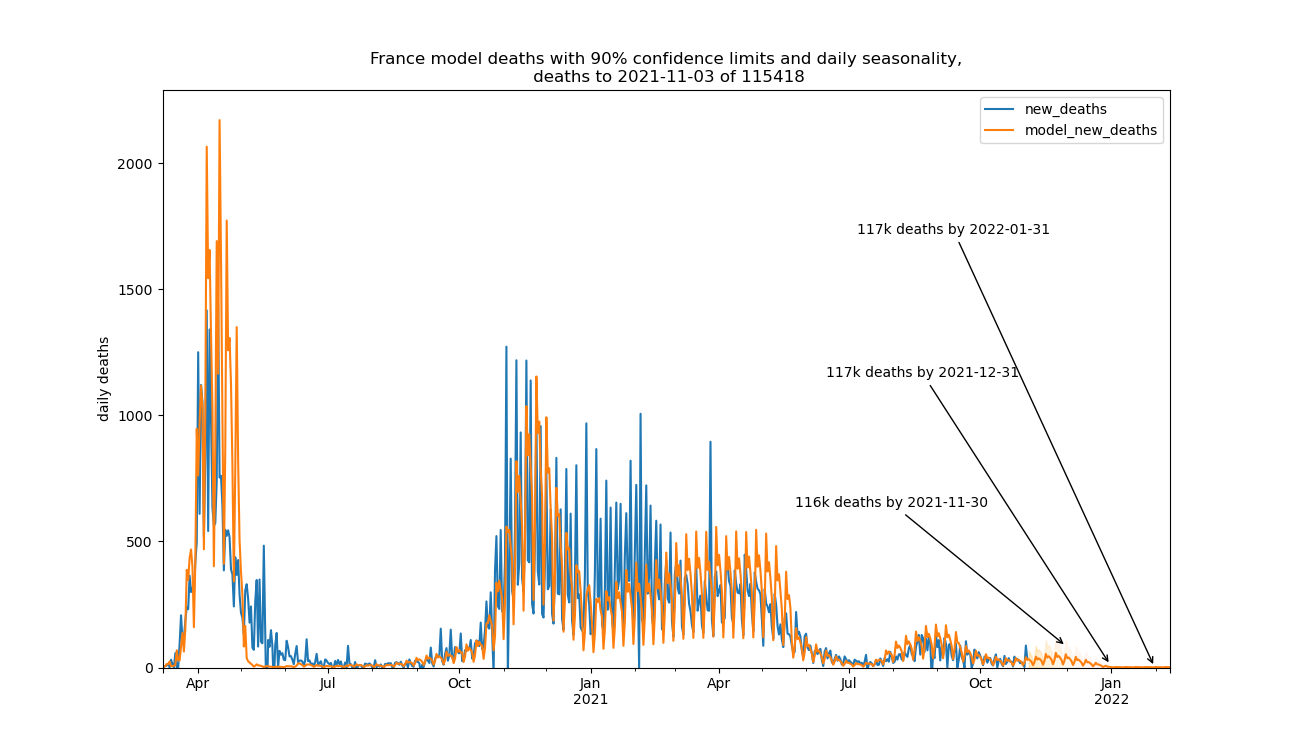 France model deaths with 90% confidence limits and daily seasonality,
deaths to 2021-11-03 of 115418
new_deaths
model_new_deaths
2000
1500
1000
500
0
daily deaths
117k deaths by 2022-01-31
117k deaths by 2021-12-31
116k deaths by 2021-11-30
Apr Jul Oct Jan Apr Jul Oct Jan
2021 2022